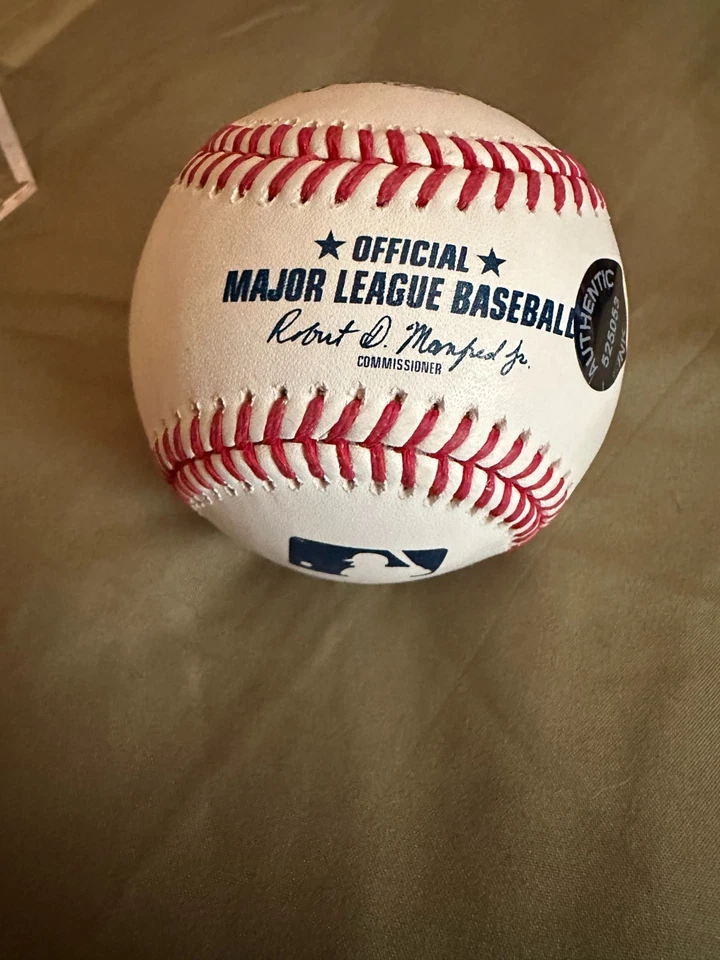 ★ OFFICIAL ★
MAJOR LEAGUE BASEBALL
Robert D. Manfred Jr.
COMMISSIONER
AUTHENTIC